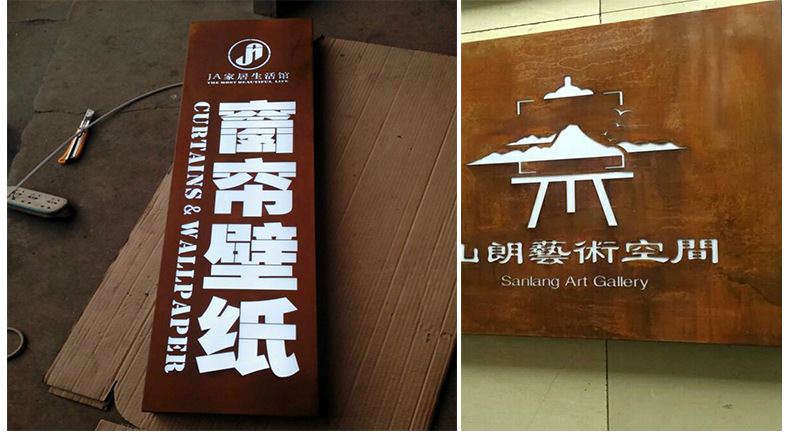 JA家居生活馆
THE MOST BEAUTIFUL LIFE
窗帘壁纸
CURTAINS & WALLPAPER
山朗藝術空間
Sanlang Art Gallery